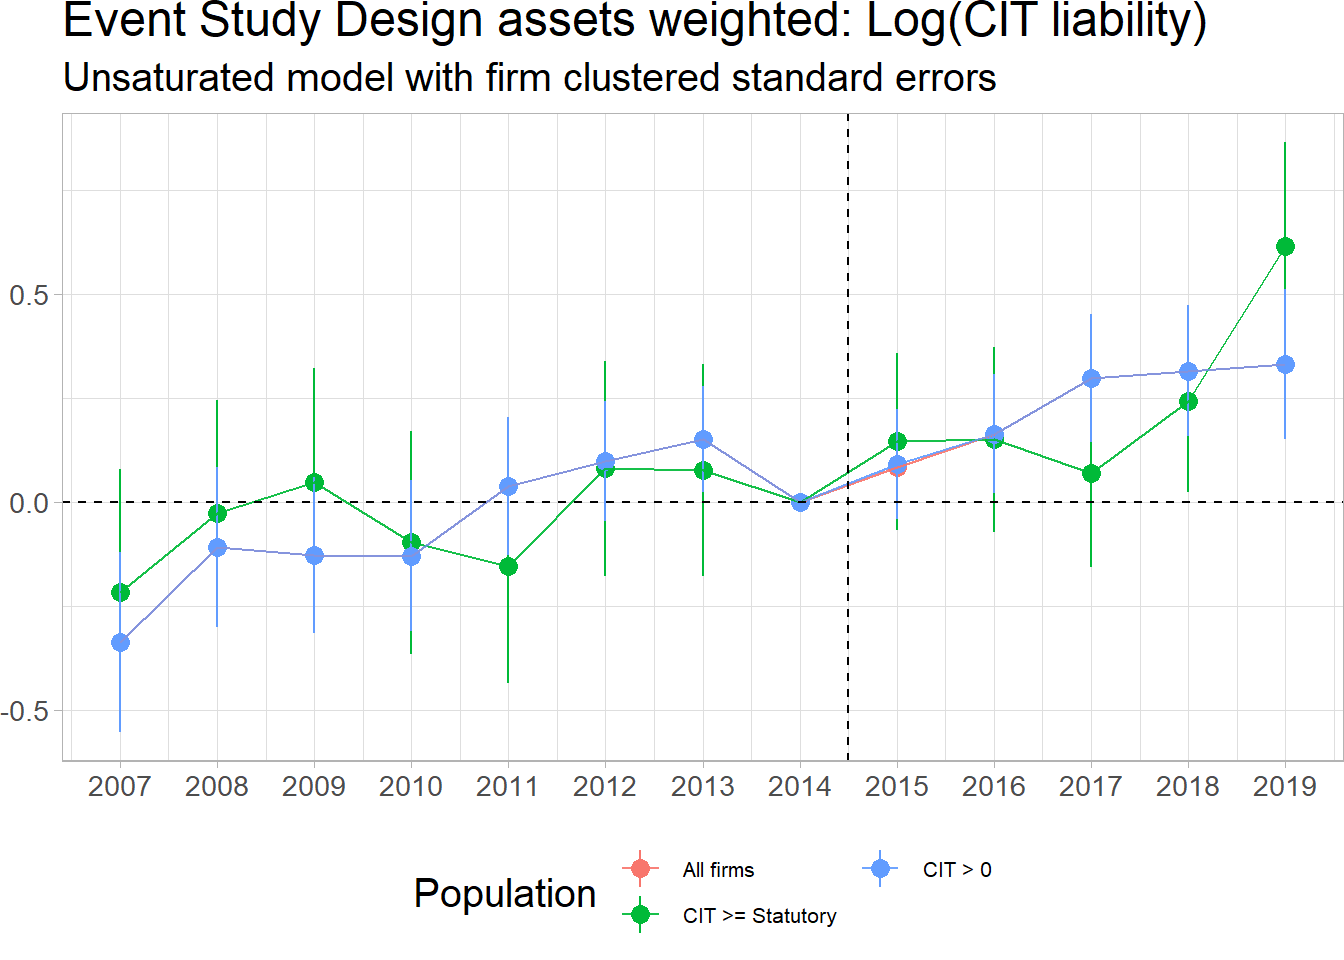 Event Study Design assets weighted: Log(CIT liability)
Unsaturated model with firm clustered standard errors
0.5
0.0
-0.5
2007 2008 2009 2010 2011 2012 2013 2014 2015 2016 2017 2018 2019
Population
All firms
CIT >= Statutory
CIT > 0